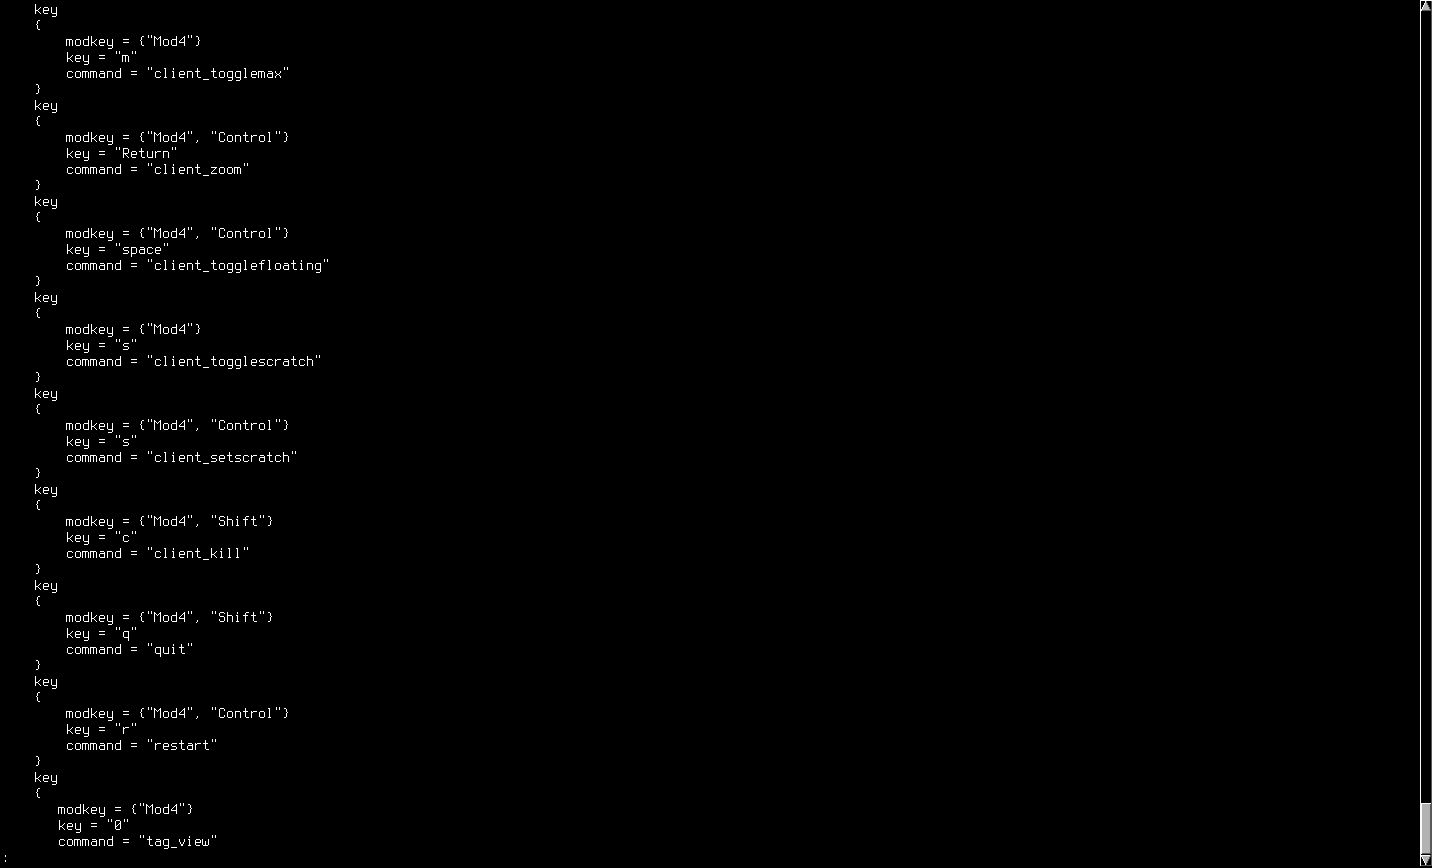 key
{
modkey = {"Mod4"}
key = "m"
command = "client_togglemax"
}
key
{
modkey = {"Mod4", "Control"}
key = "Return"
command = "client_zoom"
}
key
{
modkey = {"Mod4", "Control"}
key = "space"
command = "client_togglefloating"
}
key
{
modkey = {"Mod4"}
key = "s"
command = "client_togglescratch"
}
key
{
modkey = {"Mod4", "Control"}
key = "s"
command = "client_setscratch"
}
key
{
modkey = {"Mod4", "Shift"}
key = "c"
command = "client_kill"
}
key
{
modkey = {"Mod4", "Shift"}
key = "q"
command = "quit"
}
key
{
modkey = {"Mod4", "Control"}
key = "r"
command = "restart"
}
key
{
modkey = {"Mod4"}
key = "0"
command = "tag_view"
: